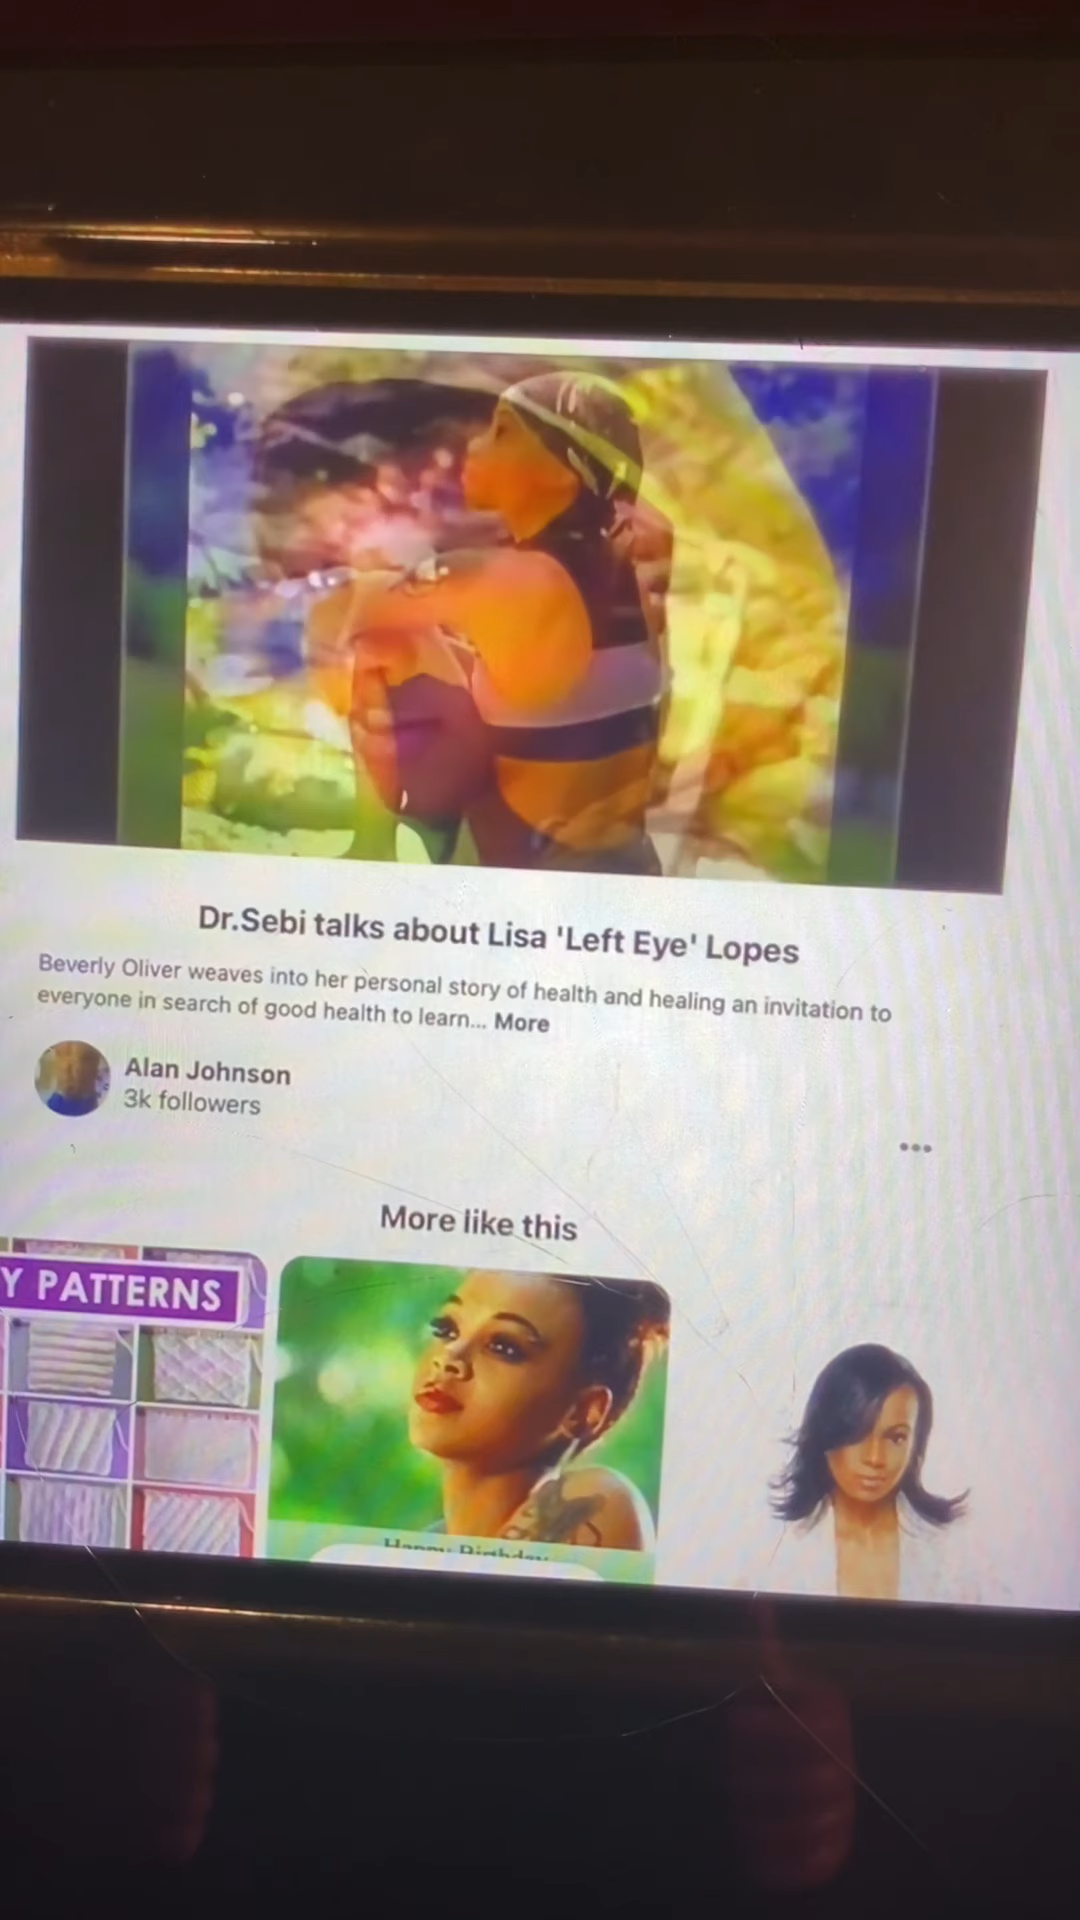 Dr.Sebi talks about Lisa 'Left Eye' Lopes
Beverly Oliver weaves into her personal story of health and healing an invitation to
everyone in search of good health to learn... More
Alan Johnson
3k followers
More like this
Y PATTERNS
Happy Birthday